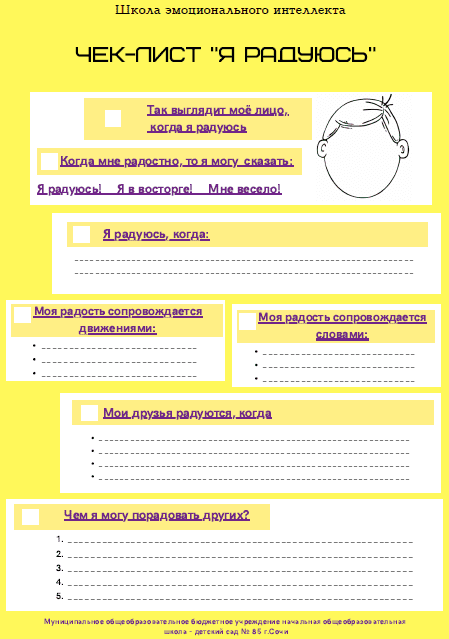 Школа эмоционального интеллекта
ЧЕК-ЛИСТ "Я РАДУЮСЬ"
Так выглядит моё лицо,
когда я радуюсь
Когда мне радостно, то я могу сказать:
Я радуюсь! Я в восторге! Мне весело!
Я радуюсь, когда:
Моя радость сопровождается
движениями:
Моя радость сопровождается
словами:
Мои друзья радуются, когда
Чем я могу порадовать других?
1.
2.
3.
4.
5.
Муниципальное общеобразовательное бюджетное учреждение начальная общеобразовательная
школа - детский сад № 85 г.Сочи